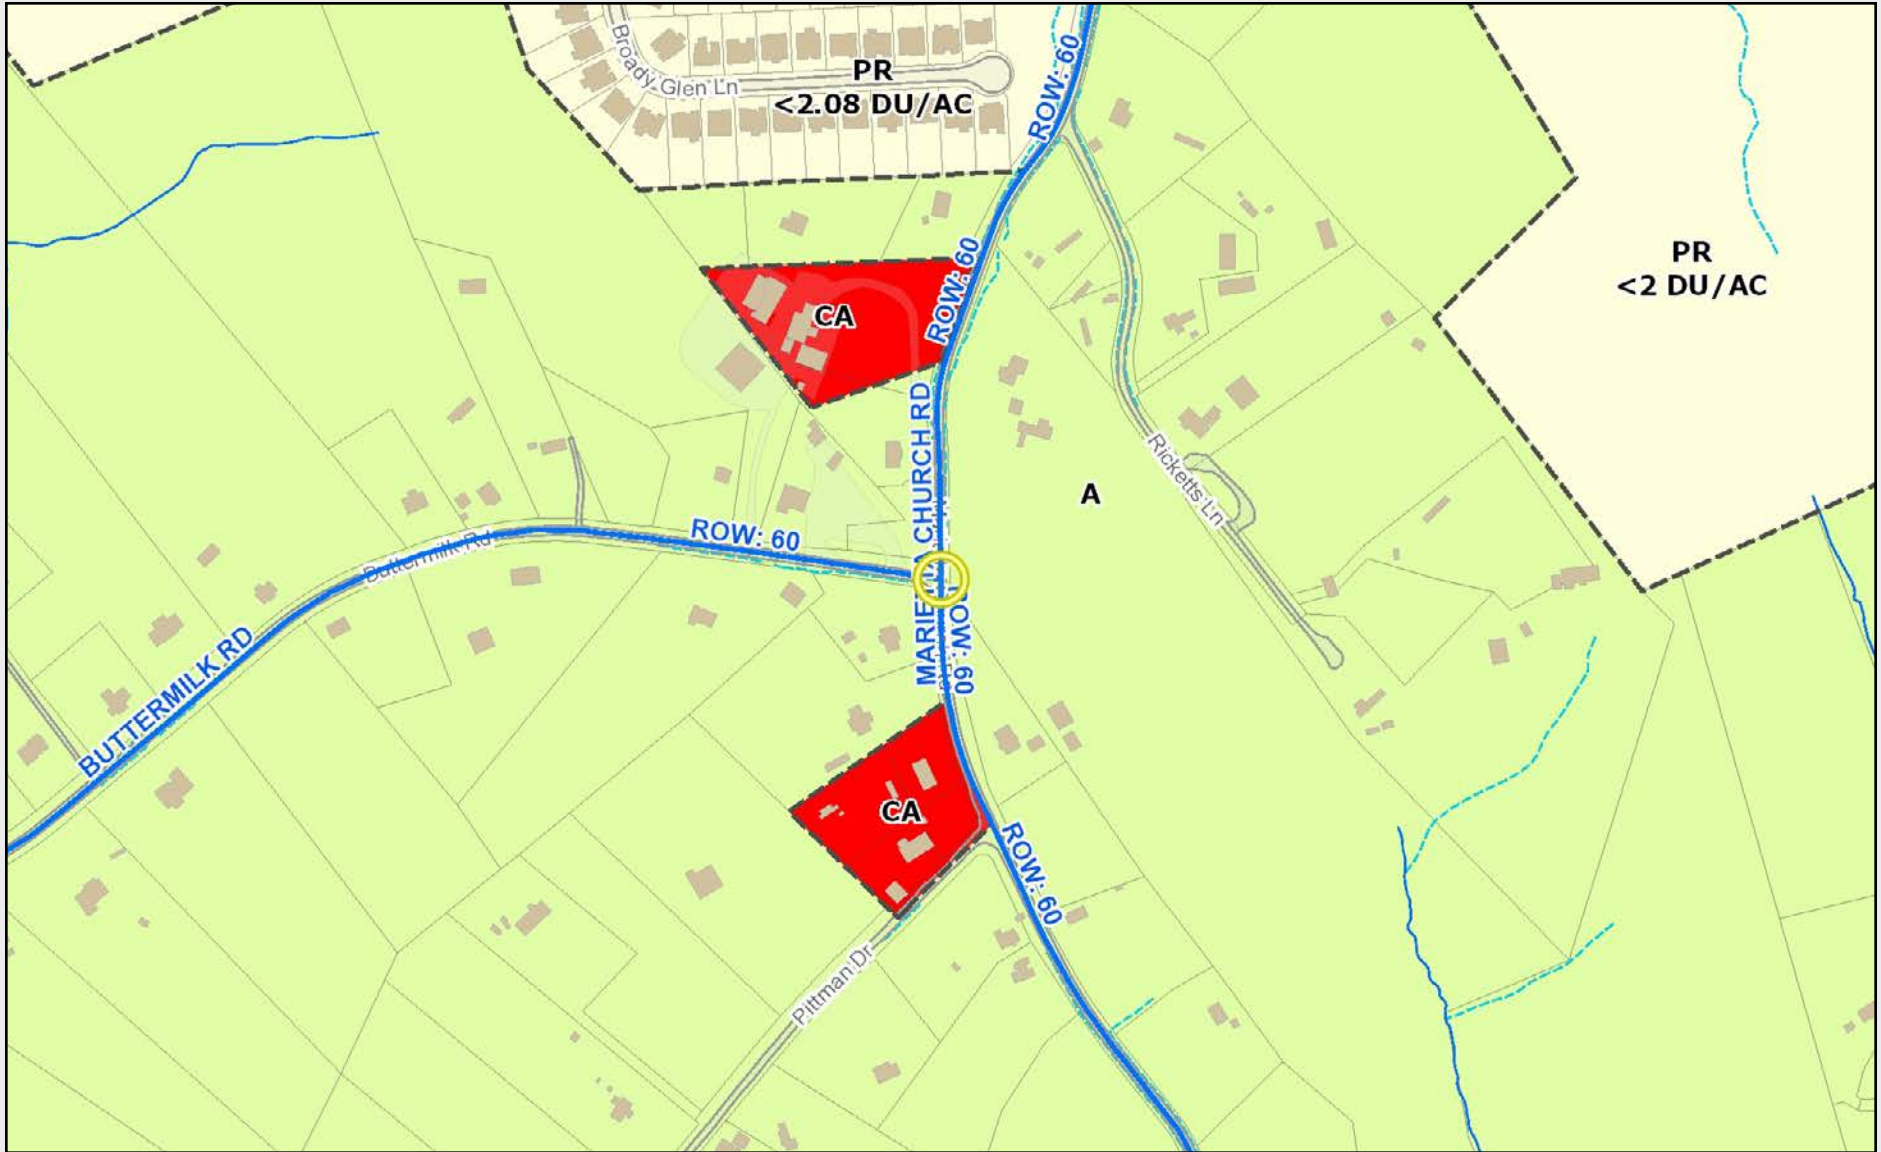 Broady Glen Ln
PR
<2.08 DU/AC
ROW: 60
PR
<2 DU/AC
ROW: 60
CA
MARIETTA CHURCH RD
A
Ricketts Ln
ROW: 60
Buttermilk Rd
BUTTERMILK RD
ROW: 60
CA
ROW: 60
Pittman Dr